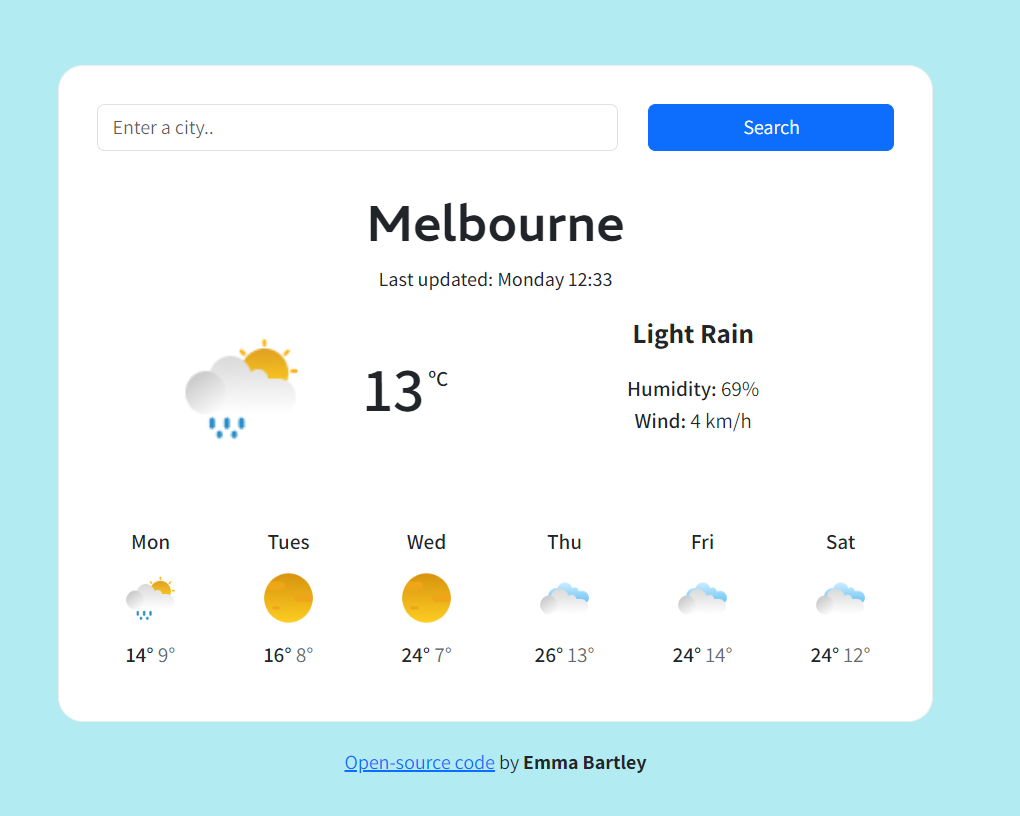 Enter a city..
Search
Melbourne
Last updated: Monday 12:33
13 °C
Light Rain
Humidity: 69%
Wind: 4 km/h
Mon Tues Wed Thu Fri Sat
14° 9° 16° 8° 24° 7° 26° 13° 24° 14° 24° 12°
Open-source code by Emma Bartley